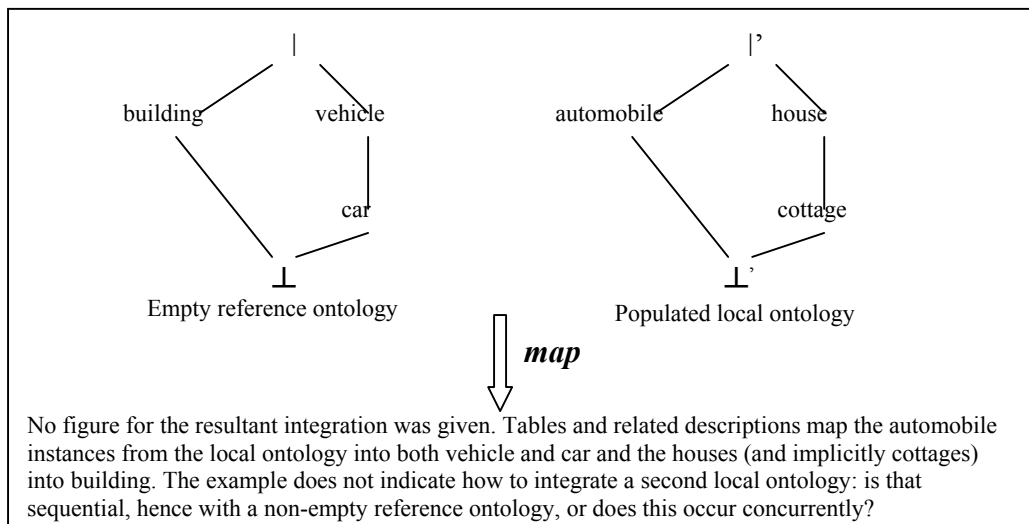 | |’
building vehicle automobile house
car cottage
⊥ ⊥’
Empty reference ontology Populated local ontology
map
No figure for the resultant integration was given. Tables and related descriptions map the automobile
instances from the local ontology into both vehicle and car and the houses (and implicitly cottages)
into building. The example does not indicate how to integrate a second local ontology: is that
sequential, hence with a non-empty reference ontology, or does this occur concurrently?